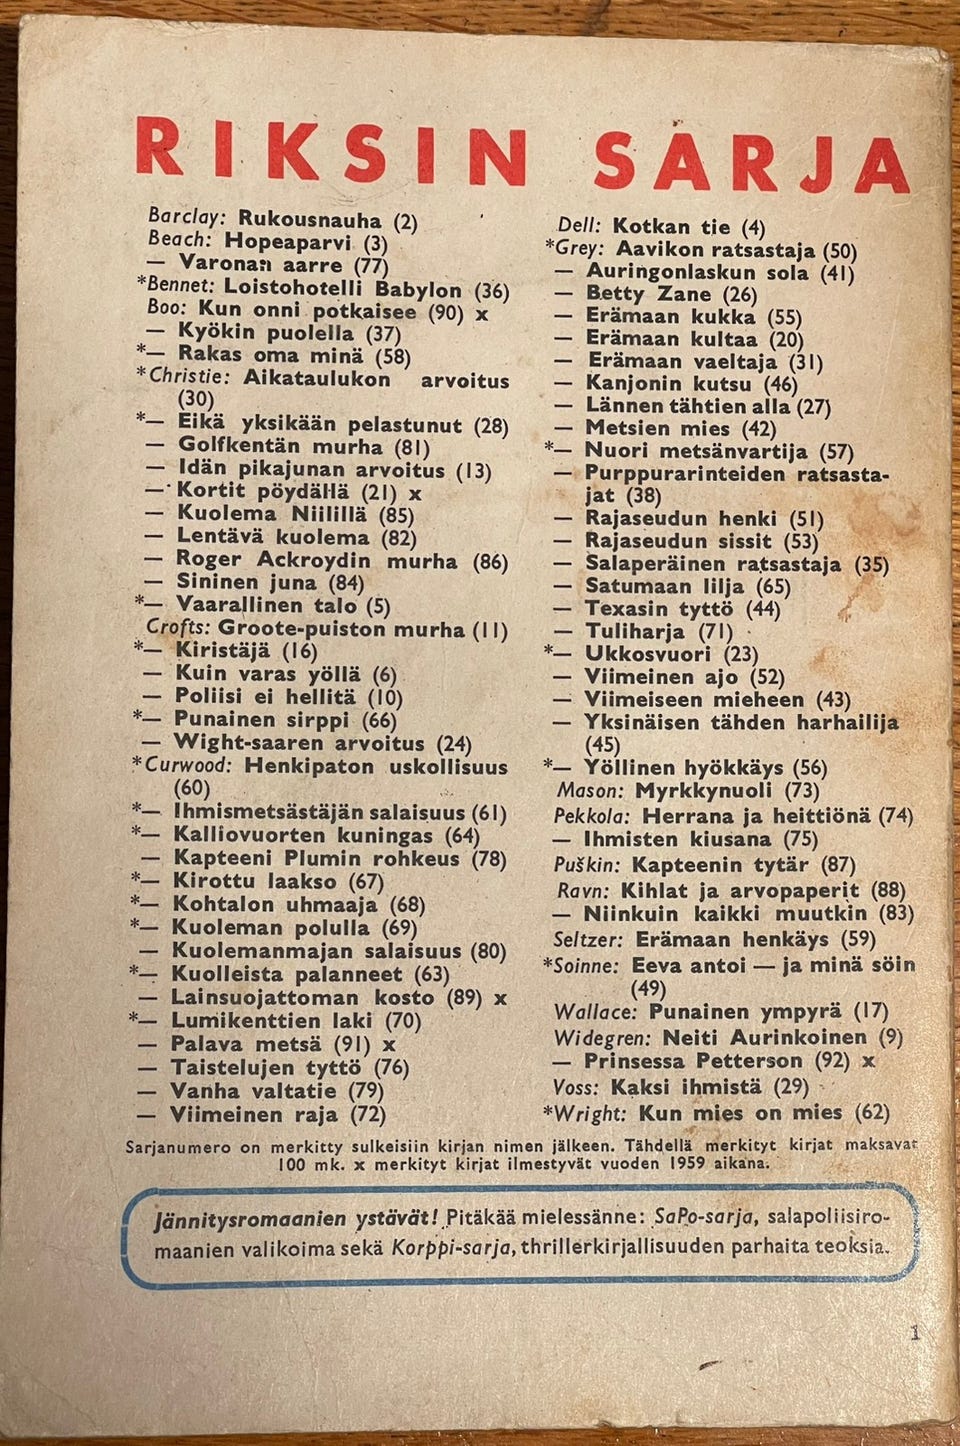 RIKSIN SARJA
Barclay: Rukousnauha (2)
Beach: Hopeaparvi (3)
— Varonan aarre (77)
*Bennet: Loistohotelli Babylon (36)
Boo: Kun onni potkaisee (90) x
— Kyökin puolella (37)
*— Rakas oma minä (58)
*Christie: Aikataulukon arvoitus
(30)
*— Eikä yksikään pelastunut (28)
— Golfkentän murha (81)
— Idän pikajunan arvoitus (13)
— Kortit pöydällä (21) x
— Kuolema Niilillä (85)
— Lentävä kuolema (82)
— Roger Ackroydin murha (86)
— Sininen juna (84)
*— Vaarallinen talo (5)
Crofts: Groote-puiston murha (11)
*— Kiristäjä (16)
— Kuin varas yöllä (6)
— Poliisi ei hellitä (10)
*— Punainen sirppi (66)
— Wight-saaren arvoitus (24)
*Curwood: Henkipaton uskollisuus
(60)
*— Ihmismetsästäjän salaisuus (61)
*— Kalliovuorten kuningas (64)
— Kapteeni Plumin rohkeus (78)
*— Kirottu laakso (67)
*— Kohtalon uhmaaja (68)
*— Kuoleman polulla (69)
— Kuolemanmajan salaisuus (80)
*— Kuolleista palanneet (63)
— Lainsuojattoman kosto (89) x
*— Lumikenttien laki (70)
— Palava metsä (91) x
— Taistelujen tyttö (76)
— Vanha valtatie (79)
— Viimeinen raja (72)
Dell: Kotkan tie (4)
*Grey: Aavikon ratsastaja (50)
— Auringonlaskun sola (41)
— Betty Zane (26)
— Erämaan kukka (55)
— Erämaan kultaa (20)
— Erämaan vaeltaja (31)
— Kanjonin kutsu (46)
— Lännen tähtien alla (27)
— Metsien mies (42)
*— Nuori metsänvartija (57)
— Purppurarinteiden ratsasta-
jat (38)
— Rajaseudun henki (51)
— Rajaseudun sissit (53)
— Salaperäinen ratsastaja (35)
— Satumaan lilja (65)
— Texasin tyttö (44)
— Tuliharja (71)
*— Ukkosvuori (23)
— Viimeinen ajo (52)
— Viimeiseen mieheen (43)
— Yksinäisen tähden harhailija
(45)
*— Yöllinen hyökkäys (56)
Mason: Myrkkynuoli (73)
Pekkola: Herrana ja heittiönä (74)
— Ihmisten kiusana (75)
Puškin: Kapteenin tytär (87)
Ravn: Kihlat ja arvopaperit (88)
— Niinkuin kaikki muutkin (83)
Seltzer: Erämaan henkäys (59)
*Soinne: Eeva antoi — ja minä söin
(49)
Wallace: Punainen ympyrä (17)
Widegren: Neiti Aurinkoinen (9)
— Prinsessa Petterson (92) x
Voss: Kaksi ihmistä (29)
*Wright: Kun mies on mies (62)
Sarjanumero on merkitty sulkeisiin kirjan nimen jälkeen. Tähdellä merkityt kirjat maksavat
100 mk. x merkityt kirjat ilmestyvät vuoden 1959 aikana.
Jännitysromaanien ystävät! Pitäkää mielessänne: SaPo-sarja, salapoliisiro-
maanien valikoima sekä Korppi-sarja, thrillerkirjallisuuden parhaita teoksia.
1